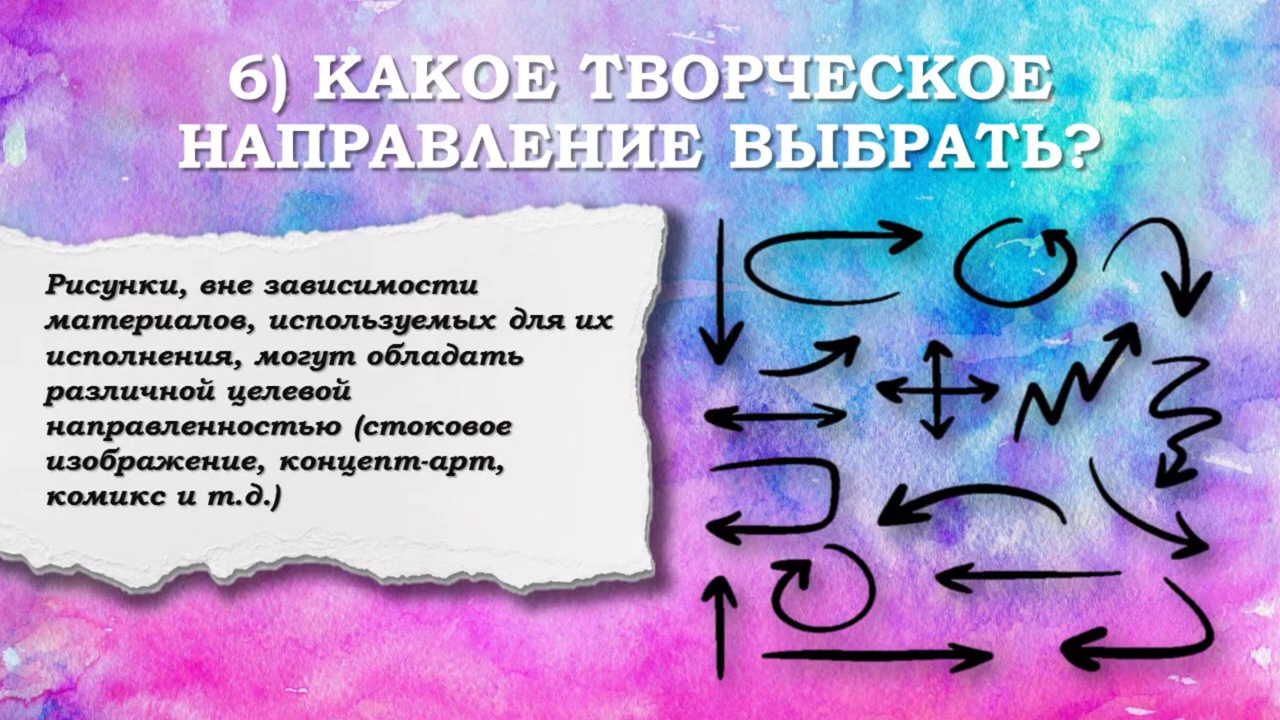 6) КАКОЕ ТВОРЧЕСКОЕ
НАПРАВЛЕНИЕ ВЫБРАТЬ?
Рисунки, вне зависимости
материалов, используемых для их
исполнения, могут обладать
различной целевой
направленностью (стоковое
изображение, концепт-арт,
комикс и т.д.)